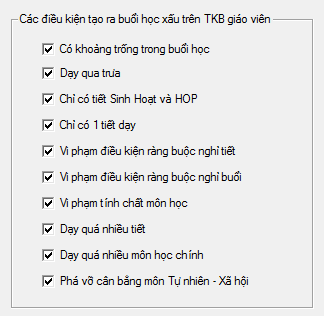 Các điều kiện tạo ra buổi học xấu trên TKB giáo viên
Có khoảng trống trong buổi học
Dạy qua trưa
Chỉ có tiết Sinh Hoạt và HOP
Chỉ có 1 tiết dạy
Vi phạm điều kiện ràng buộc nghỉ tiết
Vi phạm điều kiện ràng buộc nghỉ buổi
Vi phạm tính chất môn học
Dạy quá nhiều tiết
Dạy quá nhiều môn học chính
Phá vỡ cân bằng môn Tự nhiên - Xã hội